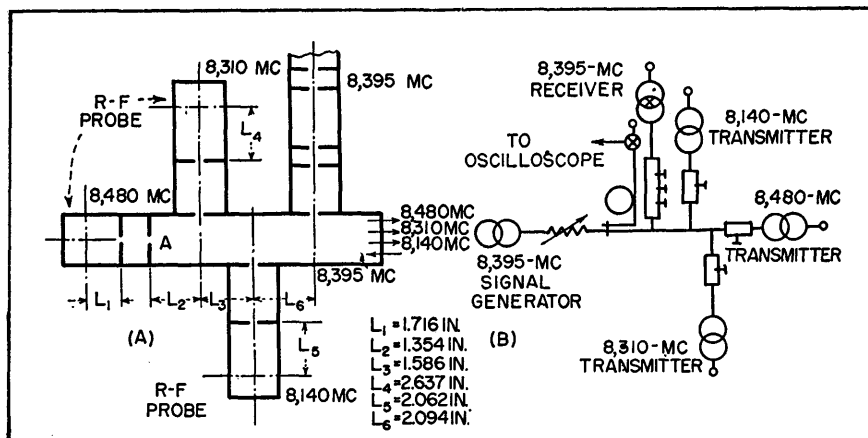 8,310 MC
8,395 MC
R-F
PROBE
L4
8,480 MC
A
8,480MC
8,310MC
8,140MC
8,395 MC
L1
L2
L3
L6
(A)
L5
R-F
PROBE
8,140 MC
L1=1.716 IN.
L2=1.354 IN.
L3=1.586 IN.
L4=2.637 IN.
L5=2.062 IN.
L6=2.094 IN.
8,395-MC
RECEIVER
8,140-MC
TRANSMITTER
TO
OSCILLOSCOPE
8,480-MC
TRANSMITTER
8,395-MC
SIGNAL
GENERATOR
(B)
8,310-MC
TRANSMITTER